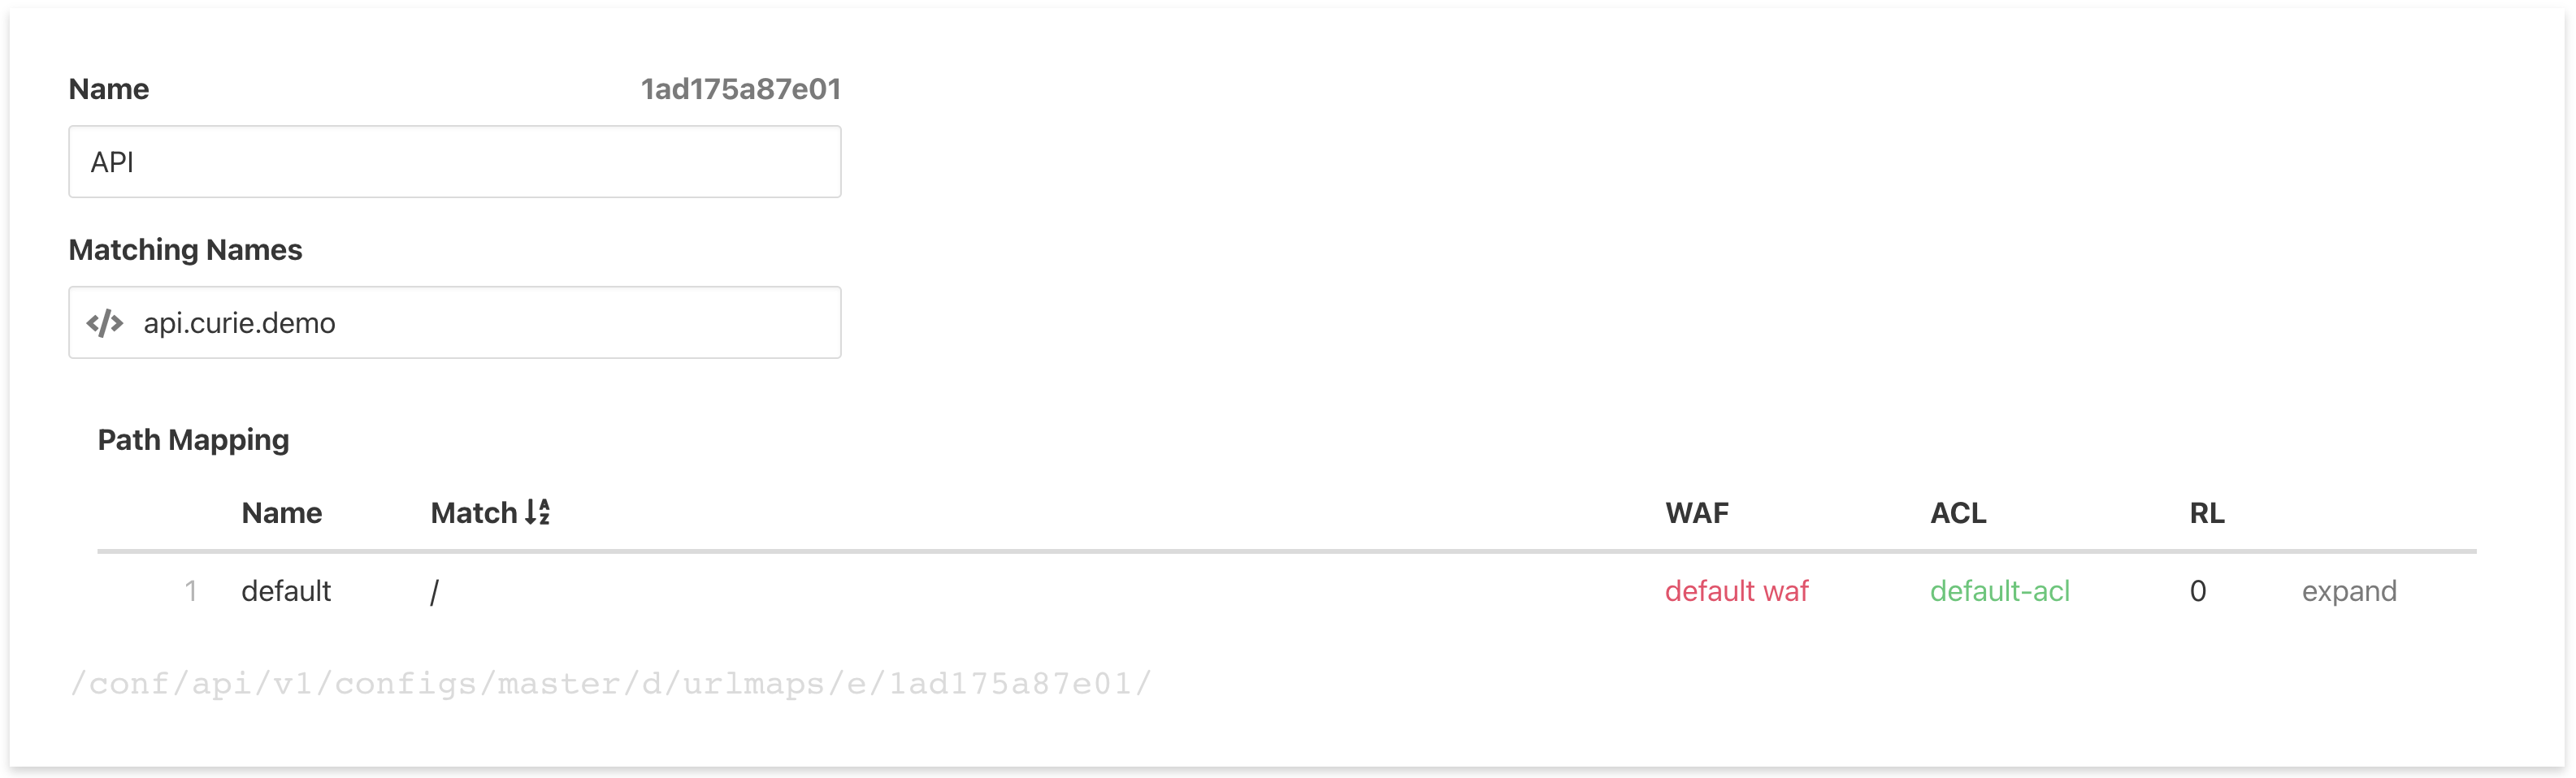 Name 1ad175a87e01
API
Matching Names
api.curie.demo
Path Mapping
Name Match WAF ACL RL
1 default / default waf default-acl 0 expand
/conf/api/v1/configs/master/d/urlmaps/e/1ad175a87e01/